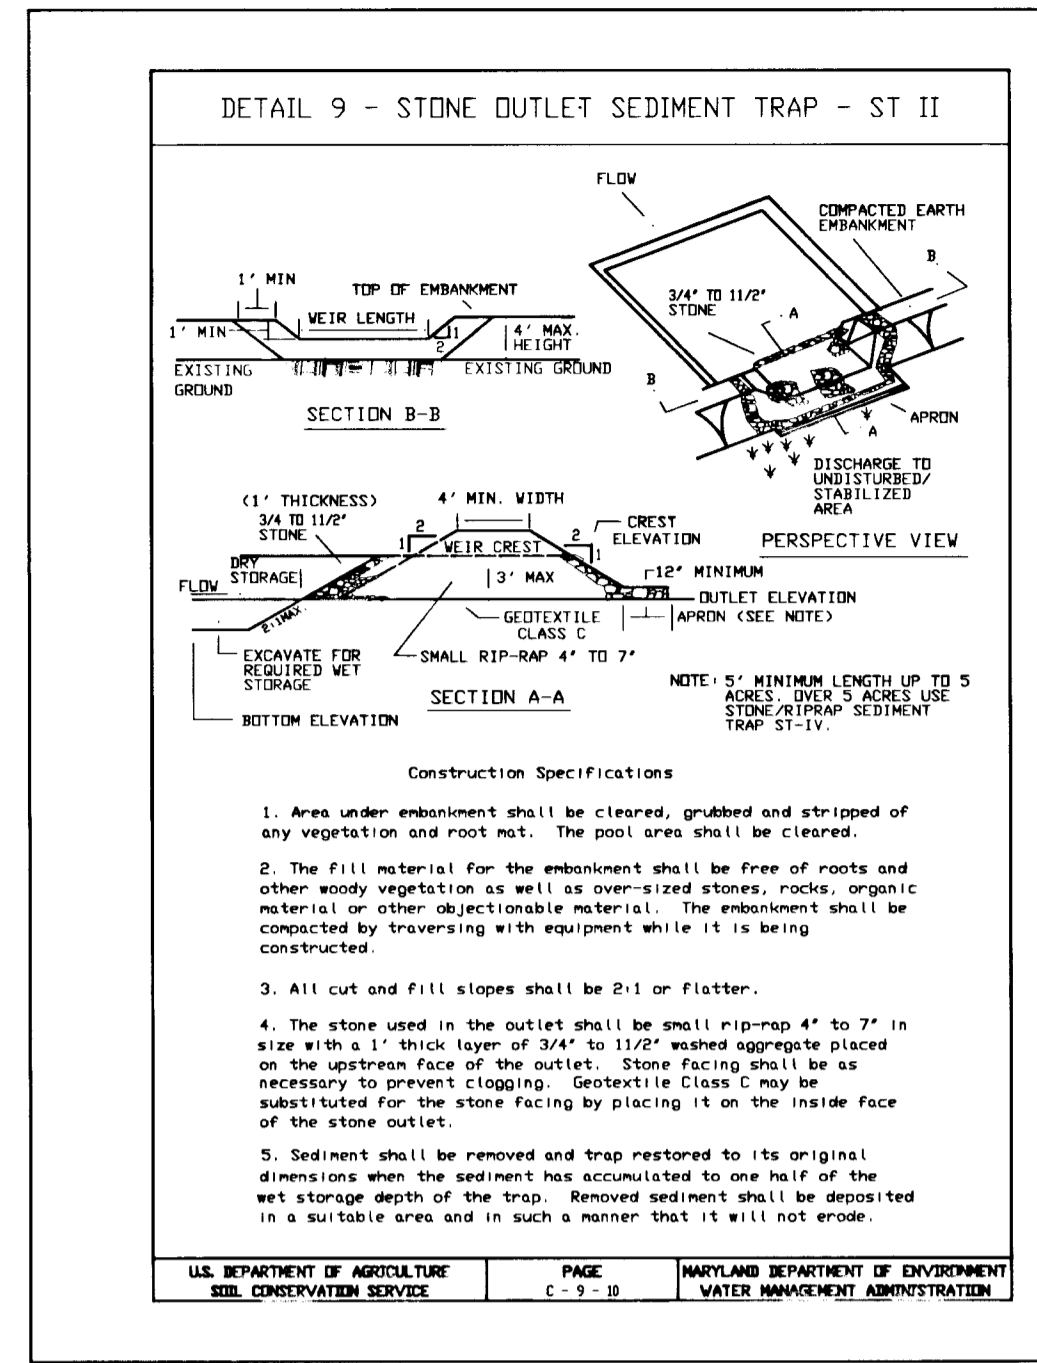 DETAIL 9 - STONE OUTLET SEDIMENT TRAP - ST II
FLOW
COMPACTED EARTH
EMBANKMENT
B
3/4" TO 11/2"
STONE
A
B
A
APRON
DISCHARGE TO
UNDISTURBED/
STABILIZED
AREA
PERSPECTIVE VIEW
1' MIN
TOP OF EMBANKMENT
WEIR LENGTH
1' MIN
1
2
4' MAX.
HEIGHT
EXISTING
GROUND
EXISTING GROUND
SECTION B-B
(1' THICKNESS)
3/4 TO 11/2"
STONE
4' MIN. WIDTH
2
1
WEIR CREST
2
1
CREST
ELEVATION
DRY
STORAGE
FLOW
3' MAX
12" MINIMUM
OUTLET ELEVATION
2:1 MAX.
GEOTEXTILE
CLASS C
APRON (SEE NOTE)
EXCAVATE FOR
REQUIRED WET
STORAGE
SMALL RIP-RAP 4" TO 7"
BOTTOM ELEVATION
SECTION A-A
NOTE: 5' MINIMUM LENGTH UP TO 5
ACRES. OVER 5 ACRES USE
STONE/RIPRAP SEDIMENT
TRAP ST-IV.
Construction Specifications
1. Area under embankment shall be cleared, grubbed and stripped of
any vegetation and root mat. The pool area shall be cleared.
2. The fill material for the embankment shall be free of roots and
other woody vegetation as well as over-sized stones, rocks, organic
material or other objectionable material. The embankment shall be
compacted by traversing with equipment while it is being
constructed.
3. All cut and fill slopes shall be 2:1 or flatter.
4. The stone used in the outlet shall be small rip-rap 4" to 7" in
size with a 1' thick layer of 3/4" to 11/2" washed aggregate placed
on the upstream face of the outlet. Stone facing shall be as
necessary to prevent clogging. Geotextile Class C may be
substituted for the stone facing by placing it on the inside face
of the stone outlet.
5. Sediment shall be removed and trap restored to its original
dimensions when the sediment has accumulated to one half of the
wet storage depth of the trap. Removed sediment shall be deposited
in a suitable area and in such a manner that it will not erode.
U.S. DEPARTMENT OF AGRICULTURE
SOIL CONSERVATION SERVICE
PAGE
C - 9 - 10
MARYLAND DEPARTMENT OF ENVIRONMENT
WATER MANAGEMENT ADMINISTRATION